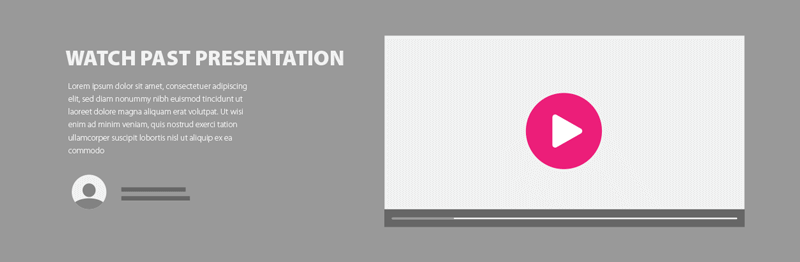 WATCH PAST PRESENTATION
Lorem ipsum dolor sit amet, consectetuer adipiscing
elit, sed diam nonummy nibh euismod tincidunt ut
laoreet dolore magna aliquam erat volutpat. Ut wisi
enim ad minim veniam, quis nostrud exerci tation
ullamcorper suscipit lobortis nisl ut aliquip ex ea
commodo